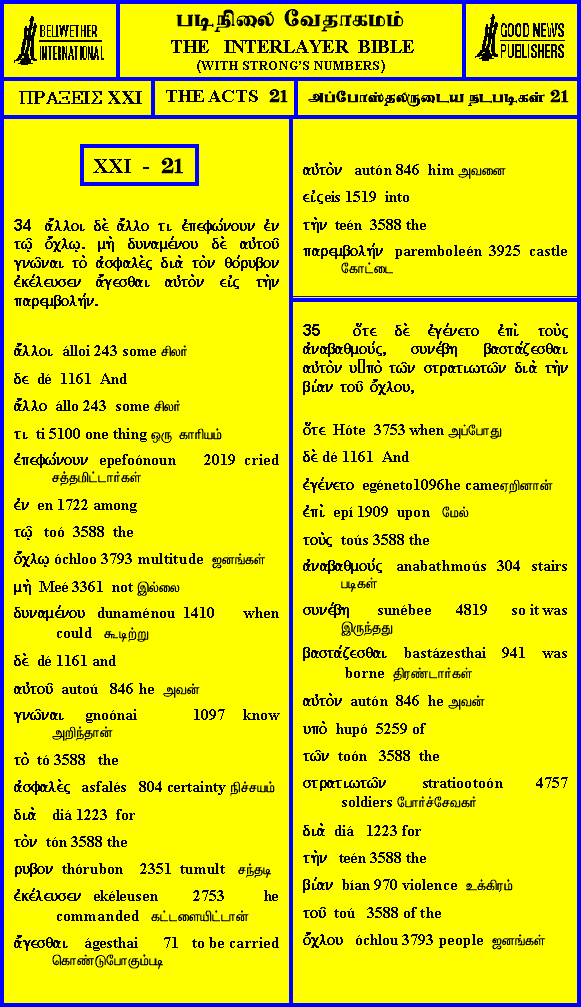 BELLWETHER
INTERNATIONAL
படிநிலை வேதாகமம்
THE INTERLAYER BIBLE
(WITH STRONG'S NUMBERS)
GOOD NEWS
PUBLISHERS
ΠΡΑΞΕΙΣ XXI
THE ACTS 21
அப்போஸ்தலருடைய நடபடிகள் 21
XXI - 21
34 ἄλλοι δὲ ἄλλο τι ἐπεφώνουν ἐν
τῷ ὄχλῳ. μὴ δυναμένου δὲ αὐτοῦ
γνῶναι τὸ ἀσφαλὲς διὰ τὸν θόρυβον
ἐκέλευσεν ἄγεσθαι αὐτὸν εἰς τὴν
παρεμβολήν.
ἄλλοι álloi 243 some சிலர்
δε dé 1161 And
ἄλλο állo 243 some சிலர்
τι ti 5100 one thing ஒரு காரியம்
ἐπεφώνουν epefoónoun 2019 cried
சத்தமிட்டார்கள்
ἐν en 1722 among
τῷ toó 3588 the
ὄχλῳ óchloo 3793 multitude ஜனங்கள்
μὴ Meé 3361 not இல்லை
δυναμένου dunaménou 1410 when
could கூடிற்று
δὲ dé 1161 and
αὐτοῦ autoú 846 he அவன்
γνῶναι gnoónai 1097 know
அறிந்தான்
τὸ tó 3588 the
ἀσφαλὲς asfalés 804 certainty நிச்சயம்
διὰ diá 1223 for
τὸν tón 3588 the
ρυβον thórubon 2351 tumult சந்தடி
ἐκέλευσεν ekéleusen 2753 he
commanded கட்டளையிட்டான்
ἄγεσθαι ágesthai 71 to be carried
கொண்டுபோகும்படி
αὐτὸν autón 846 him அவனை
εἰς eis 1519 into
τὴν teén 3588 the
παρεμβολήν paremboleén 3925 castle
கோட்டை
35 ὅτε δὲ ἐγένετο ἐπὶ τοὺς
ἀναβαθμούς, συνέβη βαστάζεσθαι
αὐτὸν υ□πὸ τῶν στρατιωτῶν διὰ τὴν
βίαν τοῦ ὄχλου,
ὅτε Hóte 3753 when அப்போது
δὲ dé 1161 And
ἐγένετο egéneto1096he cameஏறினான்
ἐπὶ epí 1909 upon மேல்
τοὺς toús 3588 the
ἀναβαθμούς anabathmoús 304 stairs
படிகள்
συνέβη sunébee 4819 so it was
இருந்தது
βαστάζεσθαι bastázesthai 941 was
borne திரண்டார்கள்
αὐτὸν autón 846 he அவன்
υπὸ hupó 5259 of
τῶν toón 3588 the
στρατιωτῶν stratiootoón 4757
soldiers போர்ச்சேவகர்
διὰ diá 1223 for
τὴν teén 3588 the
βίαν bían 970 violence உக்கிரம்
τοῦ toú 3588 of the
ὄχλου óchlou 3793 people ஜனங்கள்